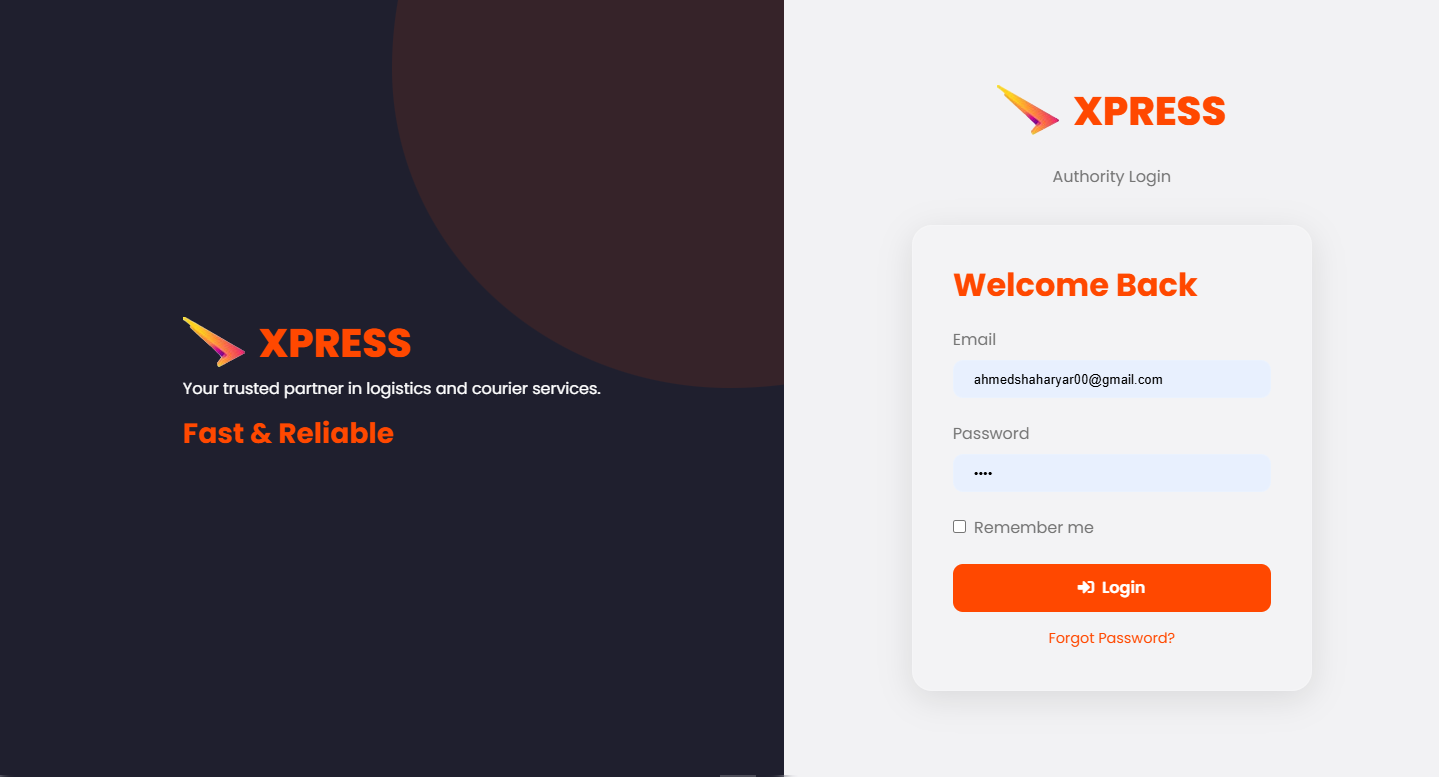 XPRESS
Your trusted partner in logistics and courier services.
Fast & Reliable
XPRESS
Authority Login
Welcome Back
Email
ahmedshaharyar00@gmail.com
Password
••••
Remember me
Login
Forgot Password?